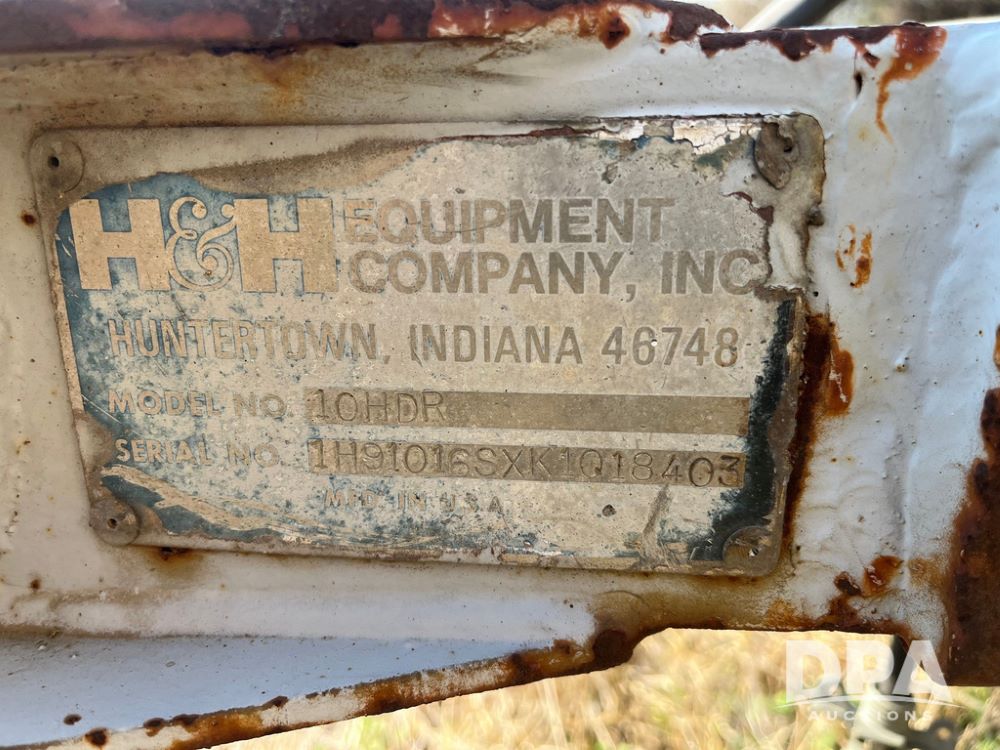 H&H EQUIPMENT
COMPANY, INC
HUNTERTOWN, INDIANA 46748
MODEL NO. 10HDR
SERIAL NO. 1H91016SXK1018403
MFD. IN U.S.A.
DPA
AUCTIONS